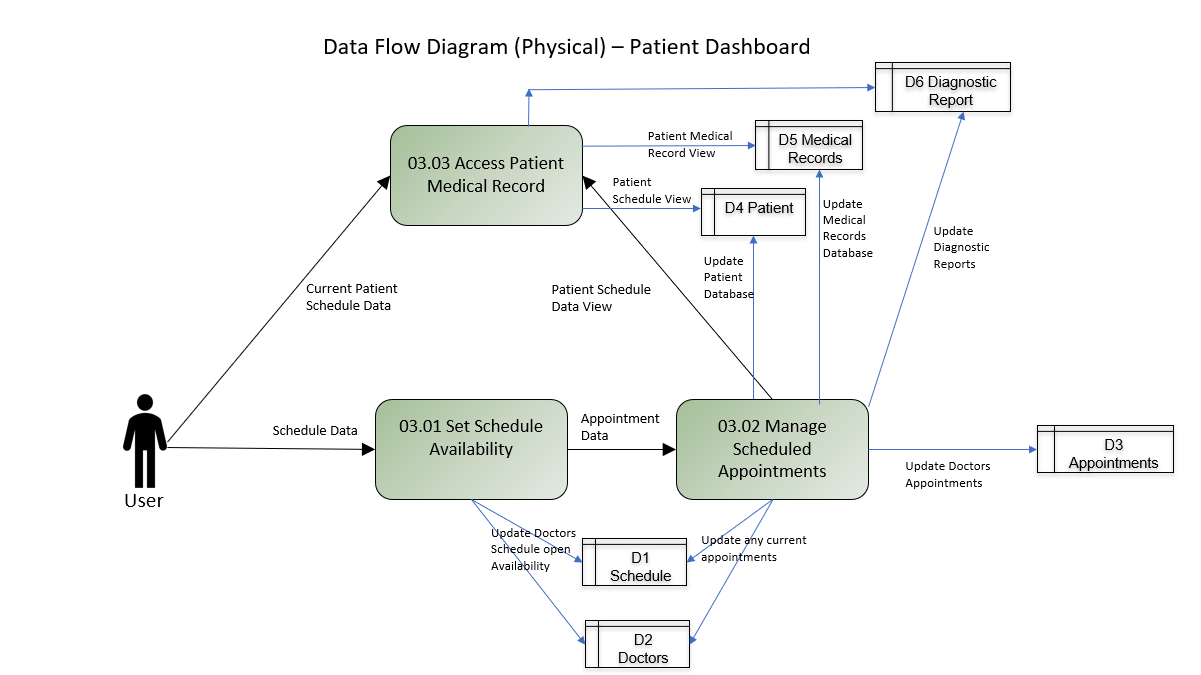 Data Flow Diagram (Physical) – Patient Dashboard
D6 Diagnostic
Report
03.03 Access Patient
Medical Record
Patient Medical
Record View
D5 Medical
Records
Patient
Schedule View
D4 Patient
Update
Medical
Records
Database
Update
Diagnostic
Reports
Update
Patient
Database
Current Patient
Schedule Data
Patient Schedule
Data View
User
Schedule Data
03.01 Set Schedule
Availability
Appointment
Data
03.02 Manage
Scheduled
Appointments
Update Doctors
Appointments
D3
Appointments
Update Doctors
Schedule open
Availability
D1
Schedule
Update any current
appointments
D2
Doctors